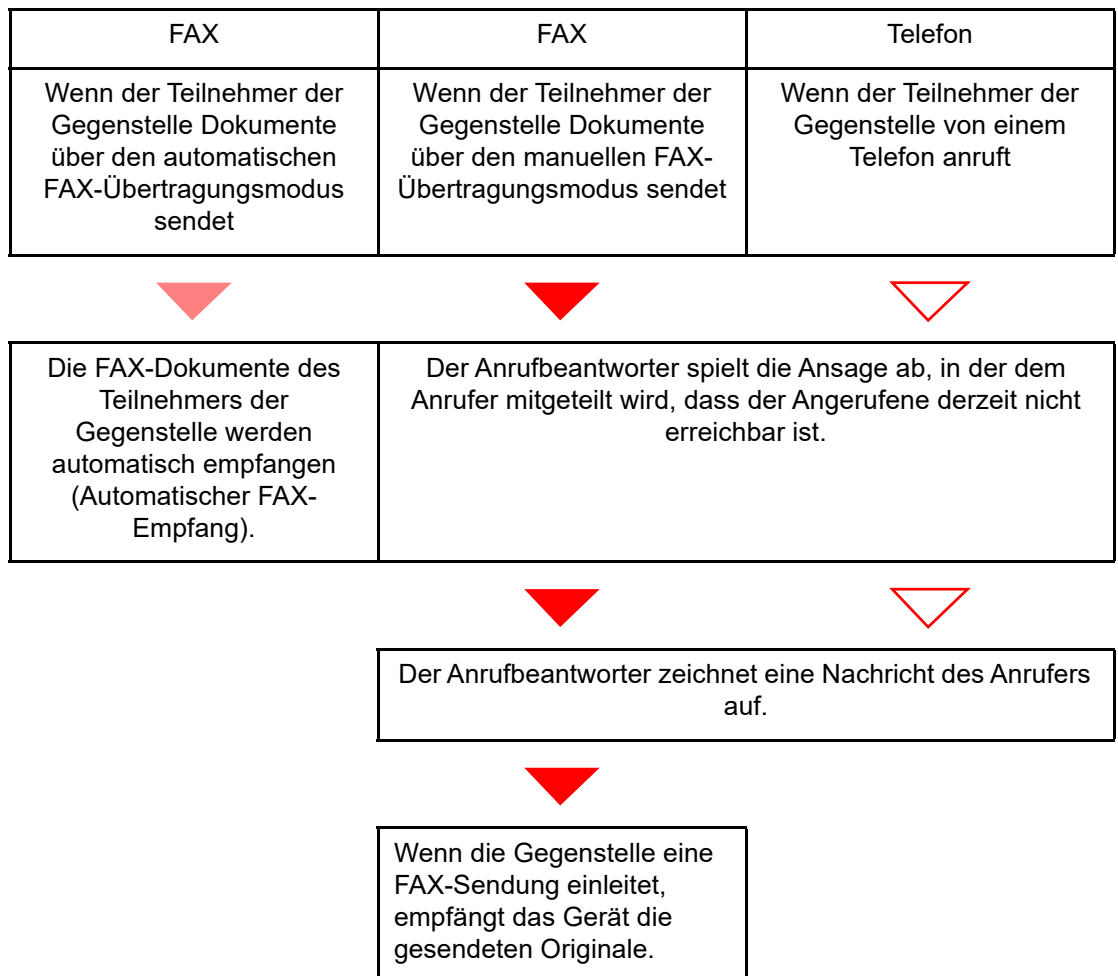 FAX
FAX
Telefon
Wenn der Teilnehmer der
Gegenstelle Dokumente
über den automatischen
FAX-Übertragungsmodus
sendet
Wenn der Teilnehmer der
Gegenstelle Dokumente
über den manuellen FAX-
Übertragungsmodus sendet
Wenn der Teilnehmer der
Gegenstelle von einem
Telefon anruft
Die FAX-Dokumente des
Teilnehmers der
Gegenstelle werden
automatisch empfangen
(Automatischer FAX-
Empfang).
Der Anrufbeantworter spielt die Ansage ab, in der dem
Anrufer mitgeteilt wird, dass der Angerufene derzeit nicht
erreichbar ist.
Der Anrufbeantworter zeichnet eine Nachricht des Anrufers
auf.
Wenn die Gegenstelle eine
FAX-Sendung einleitet,
empfängt das Gerät die
gesendeten Originale.